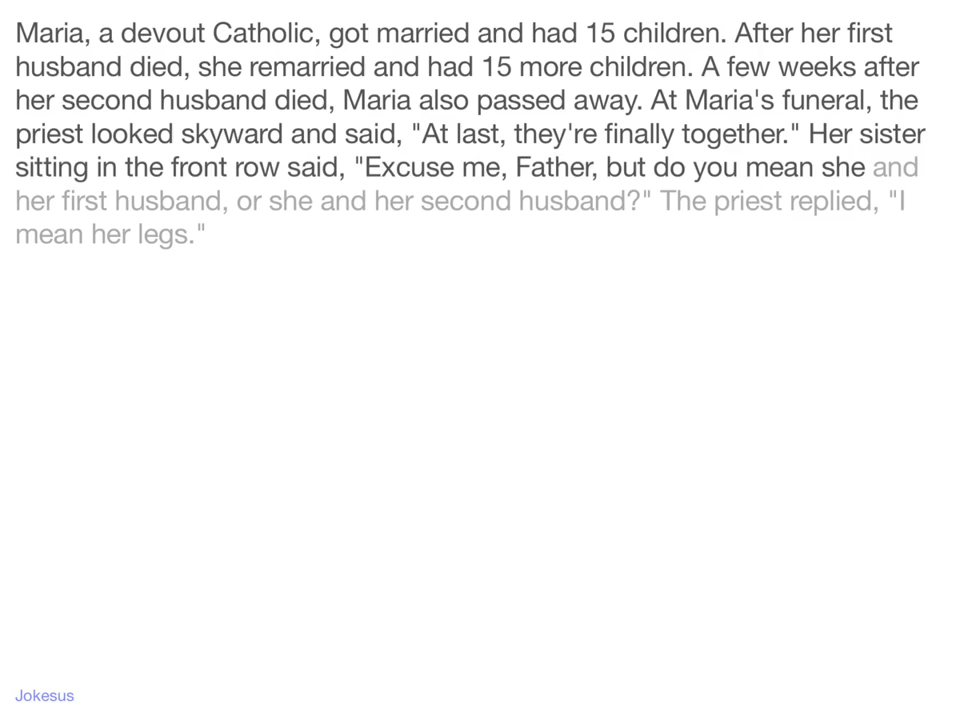 Maria, a devout Catholic, got married and had 15 children. After her first
husband died, she remarried and had 15 more children. A few weeks after
her second husband died, Maria also passed away. At Maria's funeral, the
priest looked skyward and said, "At last, they're finally together." Her sister
sitting in the front row said, "Excuse me, Father, but do you mean she and
her first husband, or she and her second husband?" The priest replied, "I
mean her legs."
Jokesus